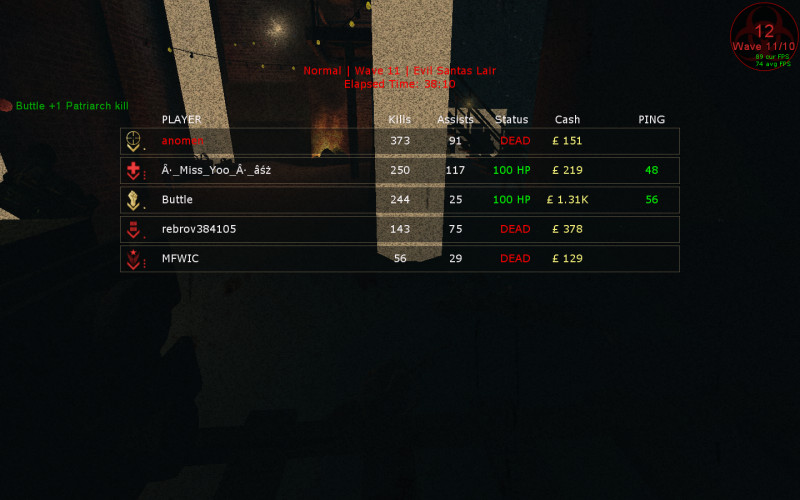 12
Wave 11/10
89 cur FPS
74 avg FPS
Normal | Wave 11 | Evil Santas Lair
Elapsed Time: 38:10
Buttle +1 Patriarch kill
PLAYER Kills Assists Status Cash PING
373 91 DEAD £ 151
Â·_Miss_Yoo_Â·_âśż 250 117 100 HP £ 219 48
Buttle 244 25 100 HP £ 1.31K 56
rebrov384105 143 75 DEAD £ 378
MFWIC 56 29 DEAD £ 129